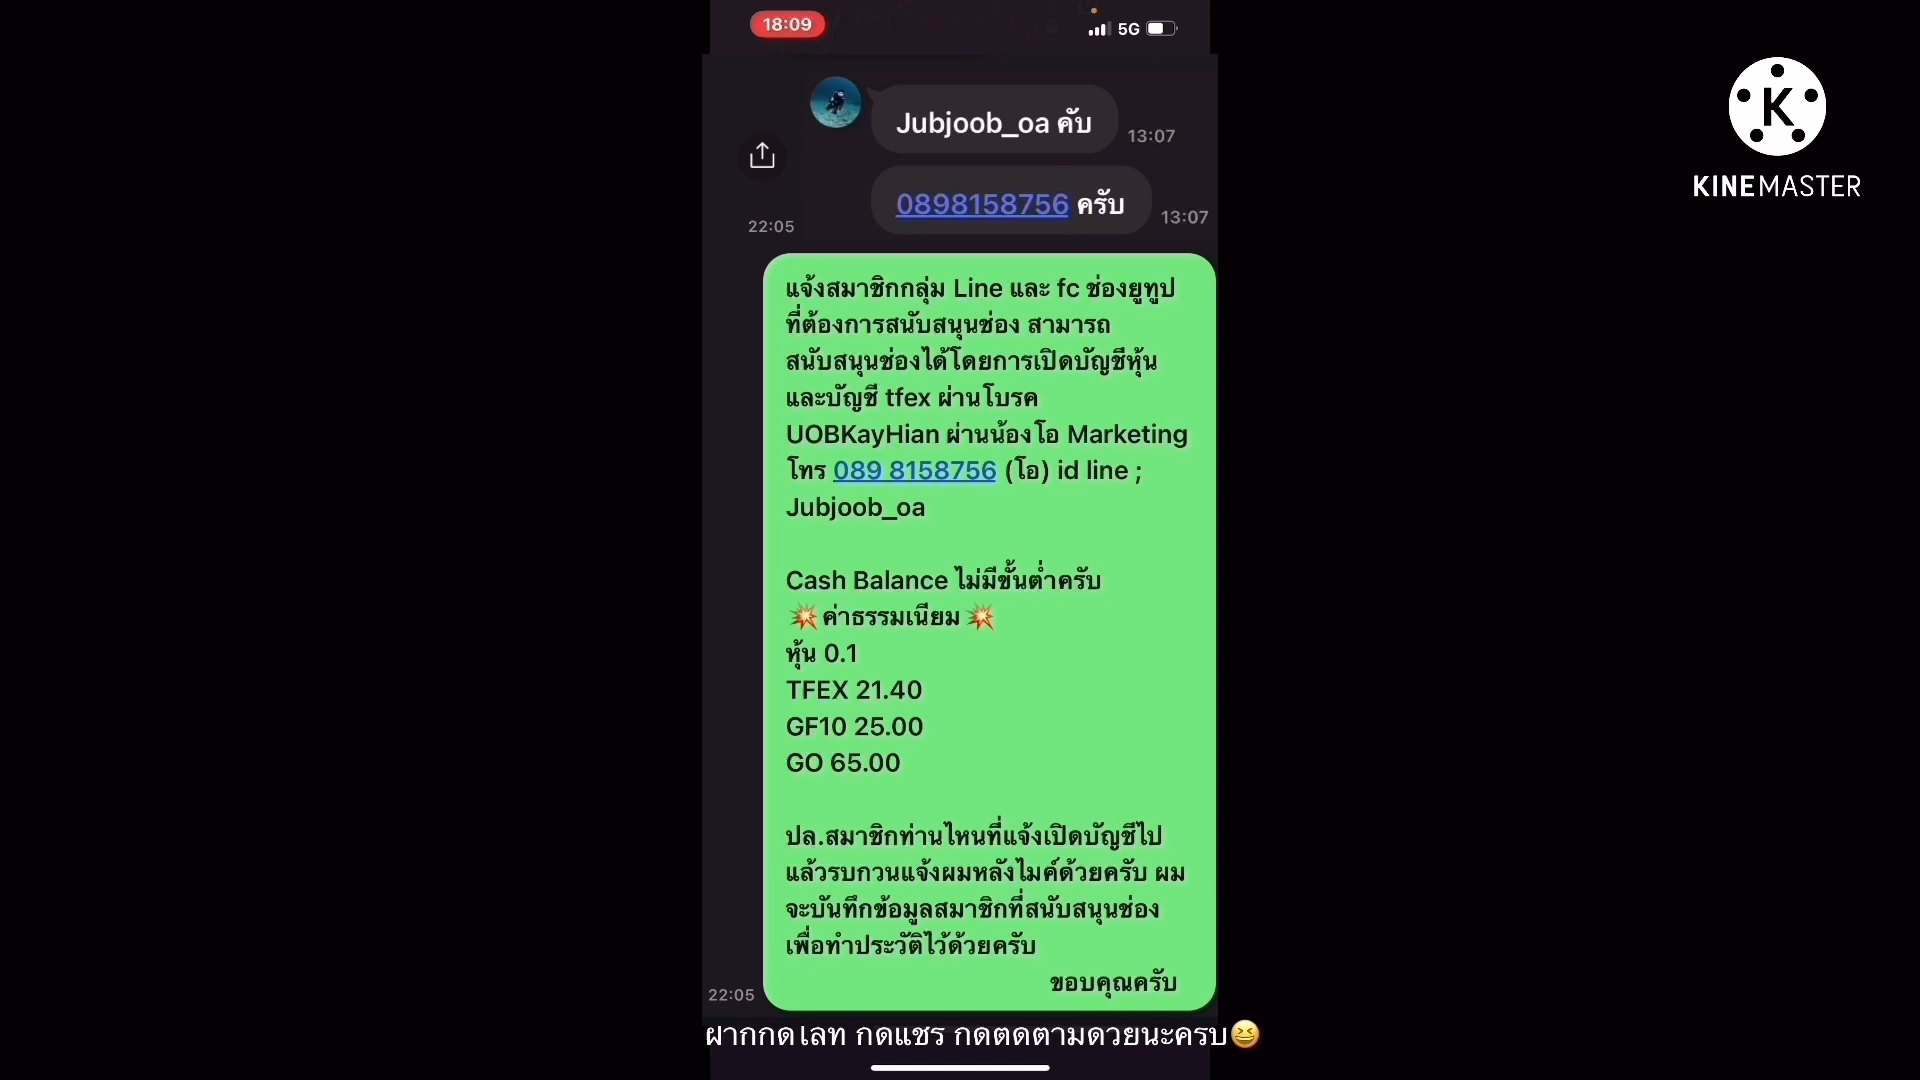 18:09
5G
Jubjoob_oa คับ
13:07
0898158756 ครับ
13:07
22:05
แจ้งสมาชิกกลุ่ม Line และ fc ช่องยูทูป
ที่ต้องการสนับสนุนช่อง สามารถ
สนับสนุนช่องได้โดยการเปิดบัญชีหุ้น
และบัญชี tfex ผ่านโบรค
UOBKayHian ผ่านน้องโอ Marketing
โทร 089 8158756 (โอ) id line ;
Jubjoob_oa
Cash Balance ไม่มีขั้นต่ำครับ
💥ค่าธรรมเนียม💥
หุ้น 0.1
TFEX 21.40
GF10 25.00
GO 65.00
ปล.สมาชิกท่านไหนที่แจ้งเปิดบัญชีไป
แล้วรบกวนแจ้งผมหลังไมค์ด้วยครับ ผม
จะบันทึกข้อมูลสมาชิกที่สนับสนุนช่อง
เพื่อทำประวัติไว้ด้วยครับ
ขอบคุณครับ
22:05
ฝากกดไลท กดแชร กดตดตามดวยนะครบ😆
K
KINEMASTER